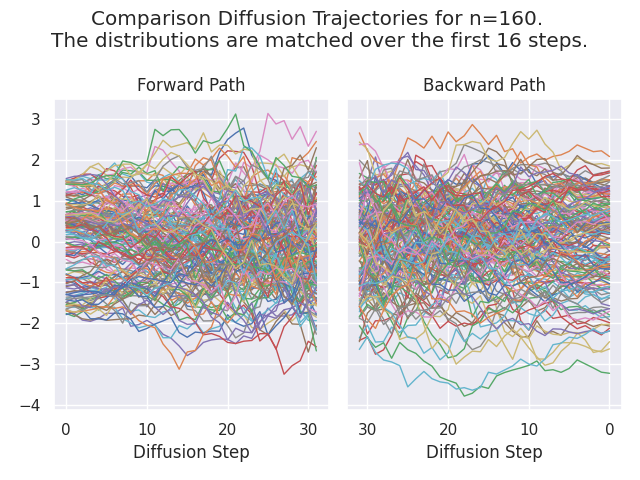 Comparison Diffusion Trajectories for n=160.
The distributions are matched over the first 16 steps.
Forward Path
Backward Path
3
2
1
0
−1
−2
−3
−4
0 10 20 30
30 20 10 0
Diffusion Step
Diffusion Step